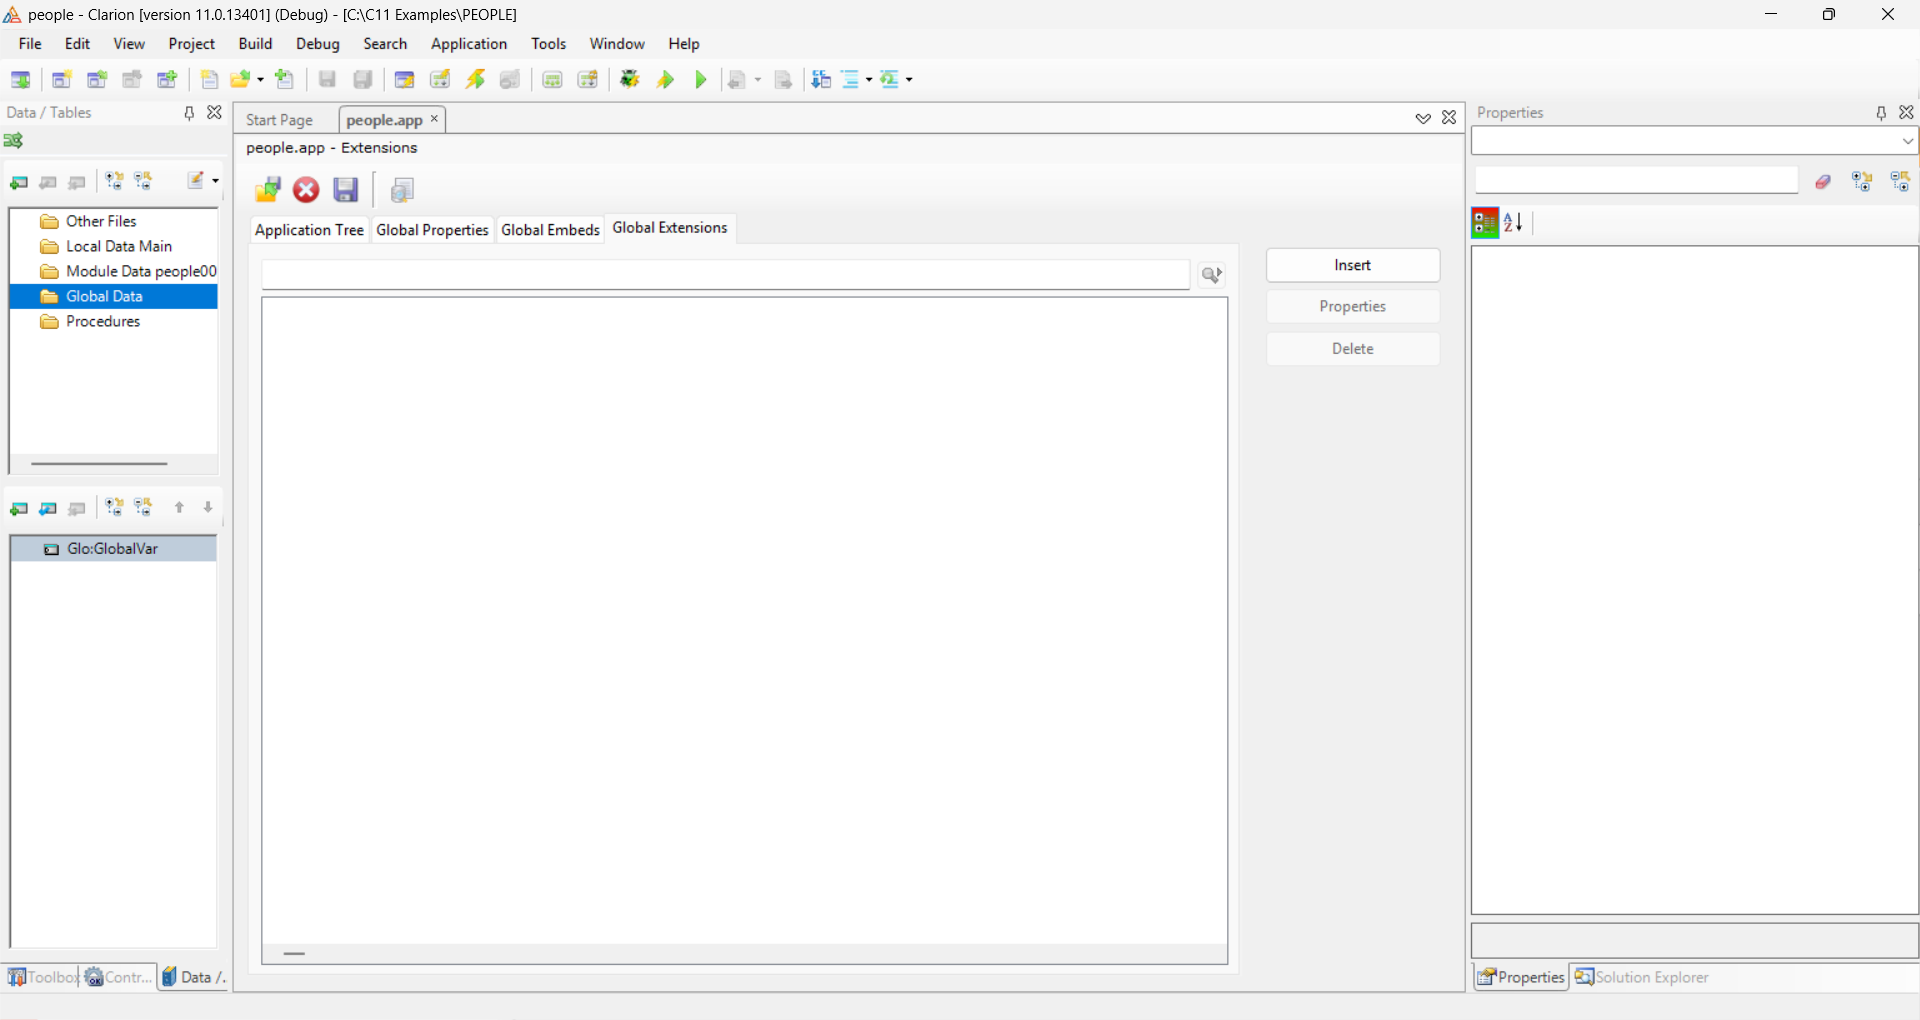 people - Clarion [version 11.0.13401] (Debug) - [C:\C11 Examples\PEOPLE]
File Edit View Project Build Debug Search Application Tools Window Help
Data / Tables
Other Files
Local Data Main
Module Data people00
Global Data
Procedures
Glo:GlobalVar
Toolbox Contr... Data /.
Start Page people.app
people.app - Extensions
Application Tree Global Properties Global Embeds Global Extensions
Insert
Properties
Delete
Properties
Properties Solution Explorer